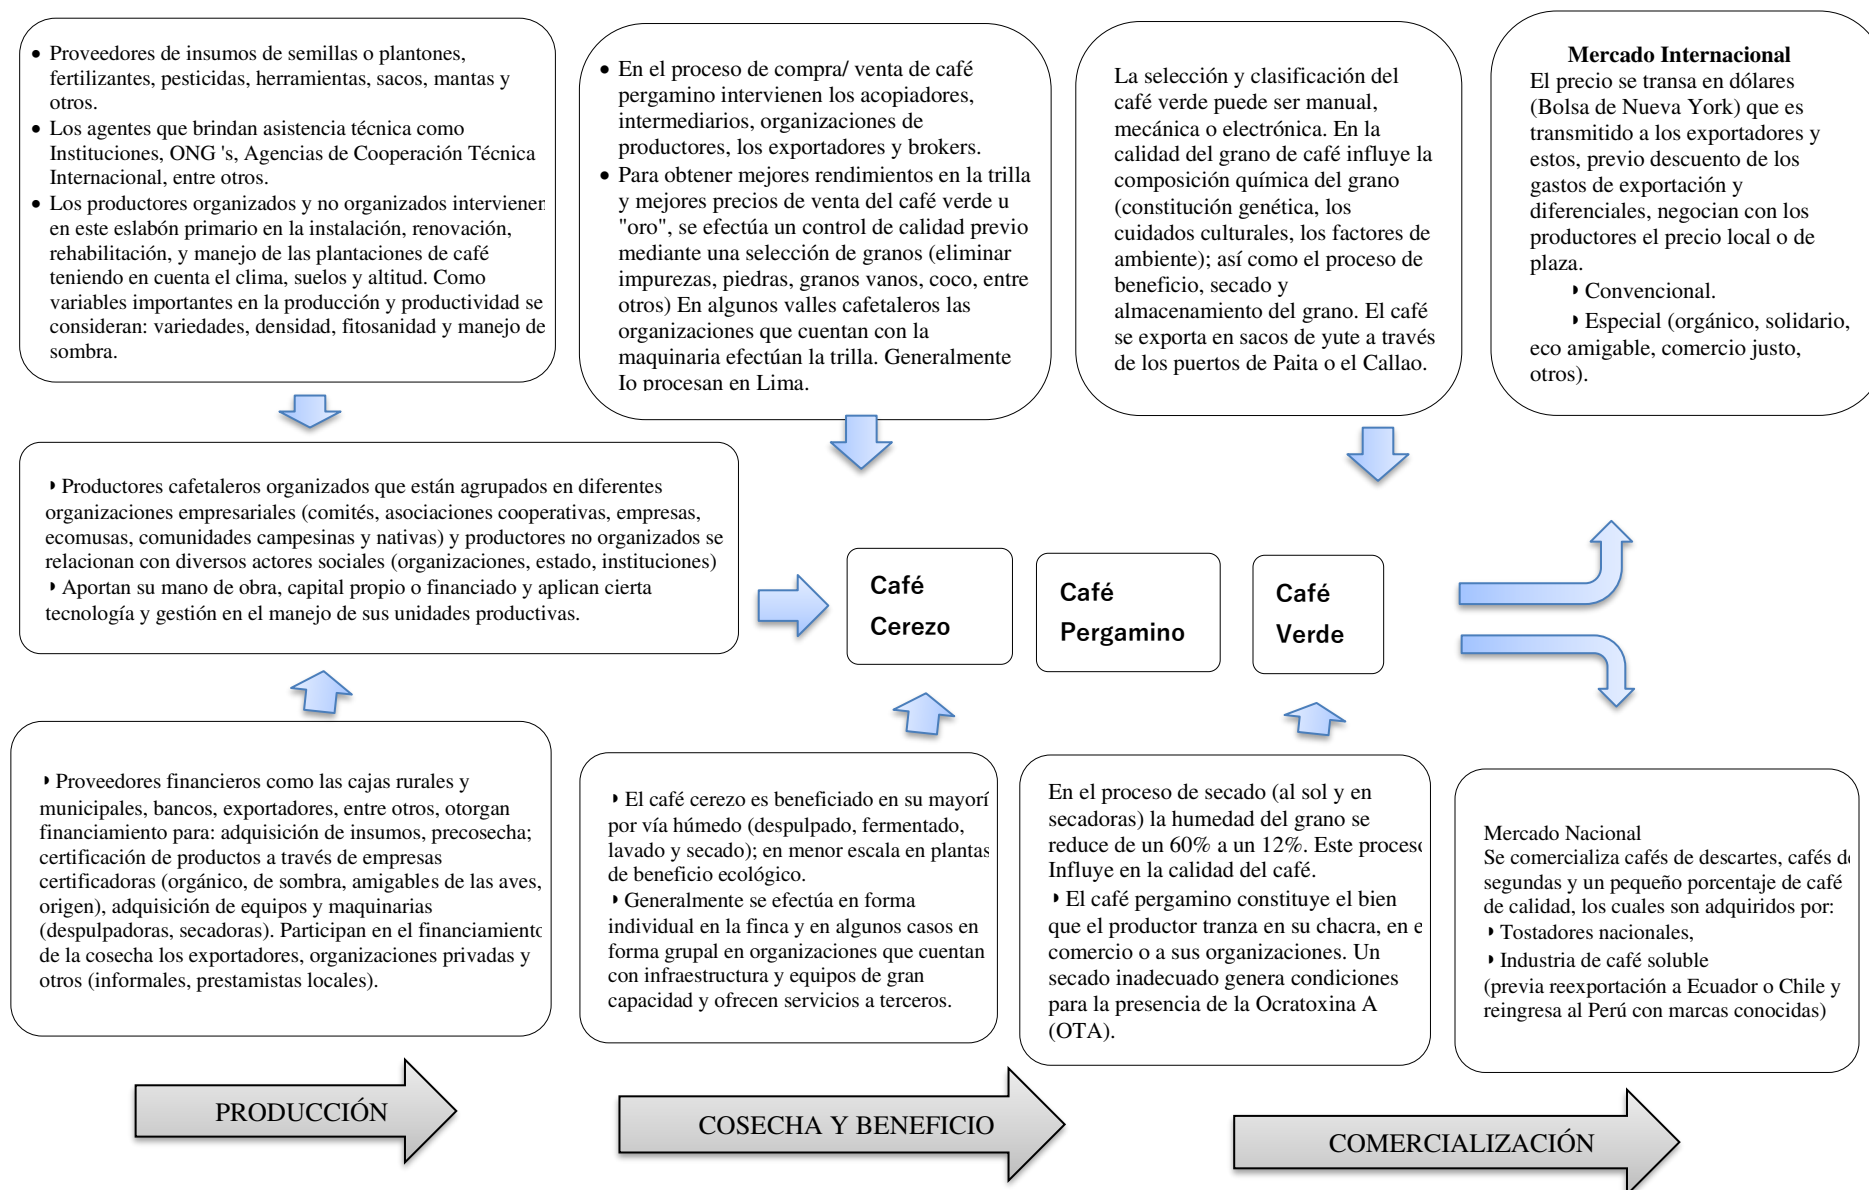 • Proveedores de insumos de semillas o plantones,
fertilizantes, pesticidas, herramientas, sacos, mantas y
otros.
• Los agentes que brindan asistencia técnica como
Instituciones, ONG 's, Agencias de Cooperación Técnica
Internacional, entre otros.
• Los productores organizados y no organizados intervienen
en este eslabón primario en la instalación, renovación,
rehabilitación, y manejo de las plantaciones de café
teniendo en cuenta el clima, suelos y altitud. Como
variables importantes en la producción y productividad se
consideran: variedades, densidad, fitosanidad y manejo de
sombra.
• En el proceso de compra/ venta de café
pergamino intervienen los acopiadores,
intermediarios, organizaciones de
productores, los exportadores y brokers.
• Para obtener mejores rendimientos en la trilla
y mejores precios de venta del café verde u
"oro", se efectúa un control de calidad previo
mediante una selección de granos (eliminar
impurezas, piedras, granos vanos, coco, entre
otros) En algunos valles cafetaleros las
organizaciones que cuentan con la
maquinaria efectúan la trilla. Generalmente
Io procesan en Lima.
La selección y clasificación del
café verde puede ser manual,
mecánica o electrónica. En la
calidad del grano de café influye la
composición química del grano
(constitución genética, los
cuidados culturales, los factores de
ambiente); así como el proceso de
beneficio, secado y
almacenamiento del grano. El café
se exporta en sacos de yute a través
de los puertos de Paita o el Callao.
Mercado Internacional
El precio se transa en dólares
(Bolsa de Nueva York) que es
transmitido a los exportadores y
estos, previo descuento de los
gastos de exportación y
diferenciales, negocian con los
productores el precio local o de
plaza.
◗ Convencional.
◗ Especial (orgánico, solidario,
eco amigable, comercio justo,
otros).
◗ Productores cafetaleros organizados que están agrupados en diferentes
organizaciones empresariales (comités, asociaciones cooperativas, empresas,
ecomusas, comunidades campesinas y nativas) y productores no organizados se
relacionan con diversos actores sociales (organizaciones, estado, instituciones)
◗ Aportan su mano de obra, capital propio o financiado y aplican cierta
tecnología y gestión en el manejo de sus unidades productivas.
Café
Cerezo
Café
Pergamino
Café
Verde
◗ Proveedores financieros como las cajas rurales y
municipales, bancos, exportadores, entre otros, otorgan
financiamiento para: adquisición de insumos, precosecha;
certificación de productos a través de empresas
certificadoras (orgánico, de sombra, amigables de las aves,
origen), adquisición de equipos y maquinarias
(despulpadoras, secadoras). Participan en el financiamiento
de la cosecha los exportadores, organizaciones privadas y
otros (informales, prestamistas locales).
◗ El café cerezo es beneficiado en su mayorí
por vía húmedo (despulpado, fermentado,
lavado y secado); en menor escala en plantas
de beneficio ecológico.
◗ Generalmente se efectúa en forma
individual en la finca y en algunos casos en
forma grupal en organizaciones que cuentan
con infraestructura y equipos de gran
capacidad y ofrecen servicios a terceros.
En el proceso de secado (al sol y en
secadoras) la humedad del grano se
reduce de un 60% a un 12%. Este proceso
Influye en la calidad del café.
◗ El café pergamino constituye el bien
que el productor tranza en su chacra, en e
comercio o a sus organizaciones. Un
secado inadecuado genera condiciones
para la presencia de la Ocratoxina A
(OTA).
Mercado Nacional
Se comercializa cafés de descartes, cafés de
segundas y un pequeño porcentaje de café
de calidad, los cuales son adquiridos por:
◗ Tostadores nacionales,
◗ Industria de café soluble
(previa reexportación a Ecuador o Chile y
reingresa al Perú con marcas conocidas)
PRODUCCIÓN
COSECHA Y BENEFICIO
COMERCIALIZACIÓN